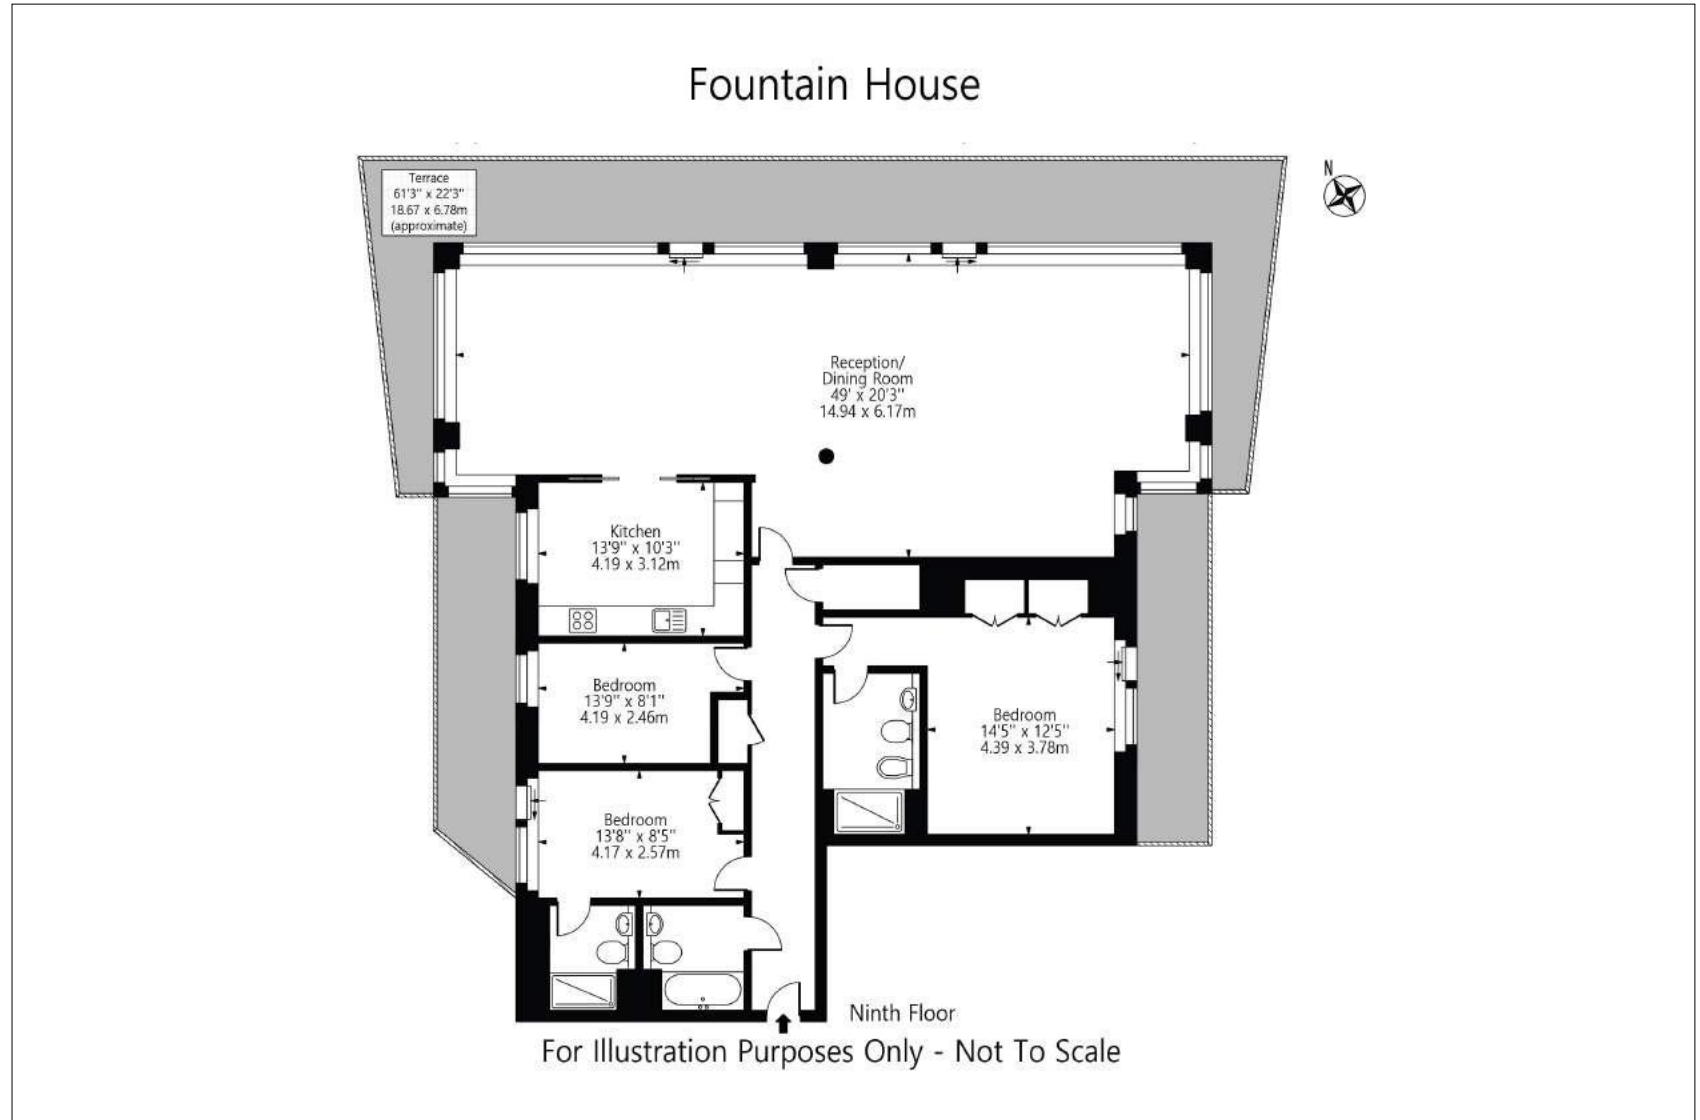 Fountain House
Terrace
61'3" x 22'3"
18.67 x 6.78m
(approximate)
N
Reception/
Dining Room
49' x 20'3"
14.94 x 6.17m
Kitchen
13'9" x 10'3"
4.19 x 3.12m
Bedroom
13'9" x 8'1"
4.19 x 2.46m
Bedroom
14'5" x 12'5"
4.39 x 3.78m
Bedroom
13'8" x 8'5"
4.17 x 2.57m
Ninth Floor
For Illustration Purposes Only - Not To Scale